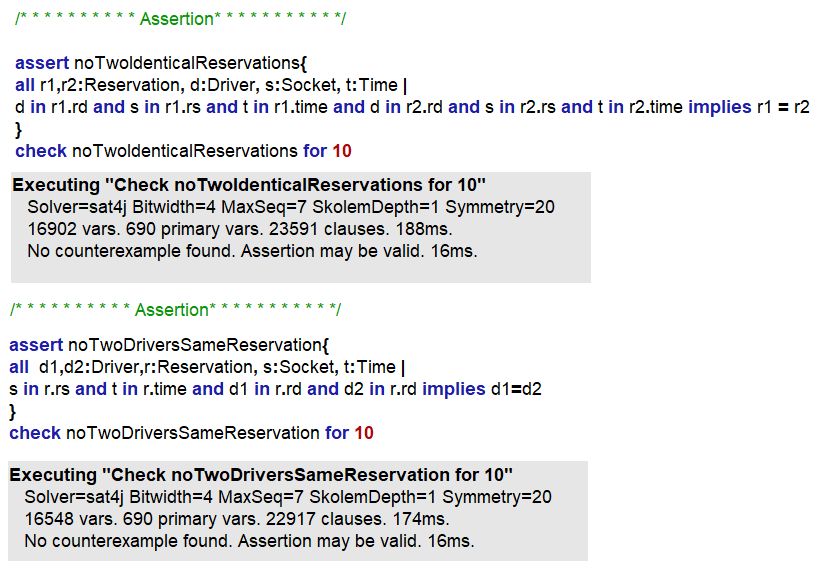 /* * * * * * * * * * * Assertion* * * * * * * * * * * */
assert noTwoIdenticalReservations{
all r1,r2:Reservation, d:Driver, s:Socket, t:Time |
d in r1.rd and s in r1.rs and t in r1.time and d in r2.rd and s in r2.rs and t in r2.time implies r1 = r2
}
check noTwoIdenticalReservations for 10
Executing "Check noTwoIdenticalReservations for 10"
Solver=sat4j Bitwidth=4 MaxSeq=7 SkolemDepth=1 Symmetry=20
16902 vars. 690 primary vars. 23591 clauses. 188ms.
No counterexample found. Assertion may be valid. 16ms.
/* * * * * * * * * * * Assertion* * * * * * * * * * * */
assert noTwoDriversSameReservation{
all d1,d2:Driver,r:Reservation, s:Socket, t:Time |
s in r.rs and t in r.time and d1 in r.rd and d2 in r.rd implies d1=d2
}
check noTwoDriversSameReservation for 10
Executing "Check noTwoDriversSameReservation for 10"
Solver=sat4j Bitwidth=4 MaxSeq=7 SkolemDepth=1 Symmetry=20
16548 vars. 690 primary vars. 22917 clauses. 174ms.
No counterexample found. Assertion may be valid. 16ms.